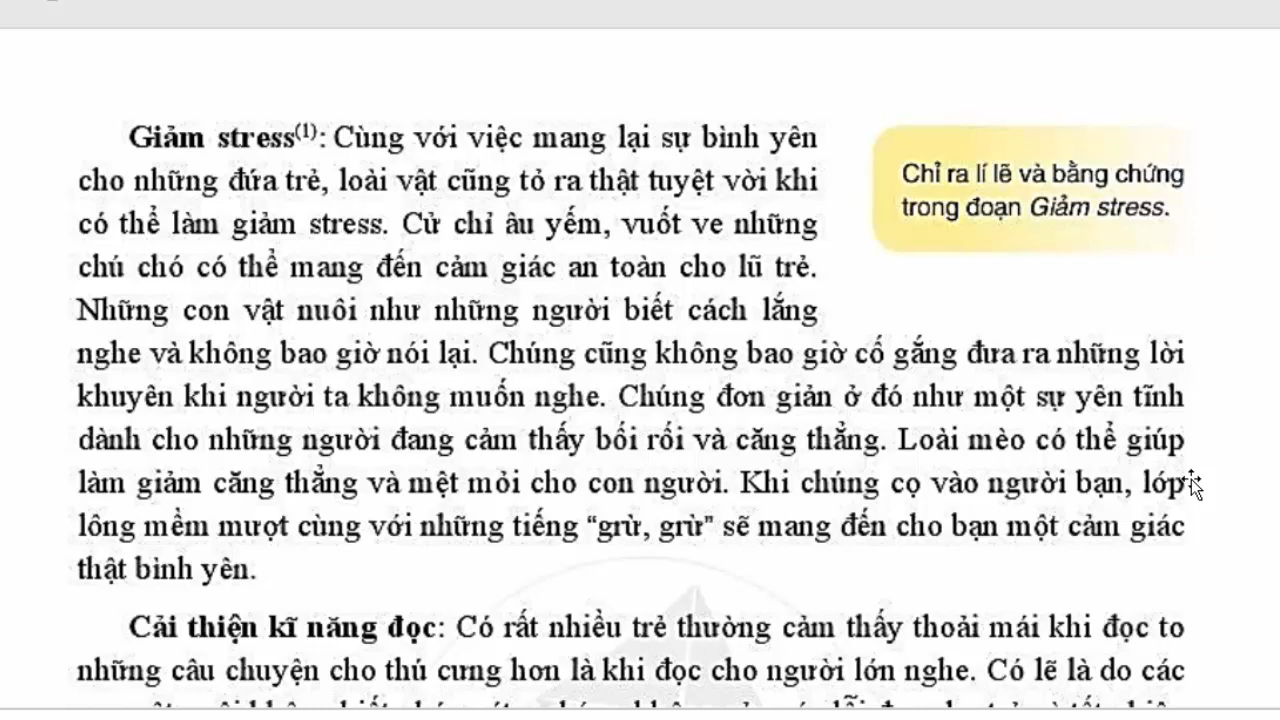 Giảm stress(1): Cùng với việc mang lại sự bình yên
cho những đứa trẻ, loài vật cũng tỏ ra thật tuyệt vời khi
có thể làm giảm stress. Cử chỉ âu yếm, vuốt ve những
chú chó có thể mang đến cảm giác an toàn cho lũ trẻ.
Những con vật nuôi như những người biết cách lắng
nghe và không bao giờ nói lại. Chúng cũng không bao giờ cố gắng đưa ra những lời
khuyên khi người ta không muốn nghe. Chúng đơn giản ở đó như một sự yên tĩnh
dành cho những người đang cảm thấy bối rối và căng thẳng. Loài mèo có thể giúp
làm giảm căng thẳng và mệt mỏi cho con người. Khi chúng cọ vào người bạn, lớp
lông mềm mượt cùng với những tiếng “grừ, grừ” sẽ mang đến cho bạn một cảm giác
thật bình yên.
Cải thiện kĩ năng đọc: Có rất nhiều trẻ thường cảm thấy thoải mái khi đọc to
những câu chuyện cho thú cưng hơn là khi đọc cho người lớn nghe. Có lẽ là do các
Chỉ ra lí lẽ và bằng chứng
trong đoạn Giảm stress.